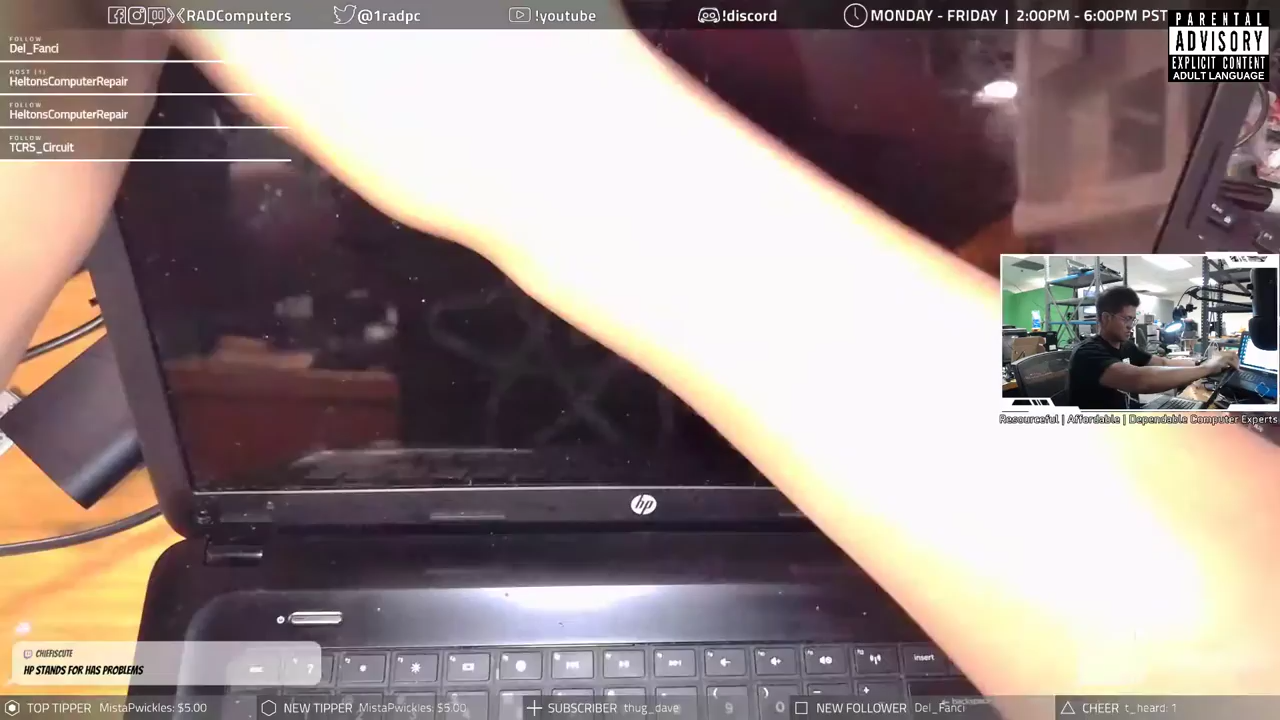 RADComputers
@1radpc
!youtube
!discord
MONDAY - FRIDAY | 2:00PM - 6:00PM PST
PARENTAL
ADVISORY
EXPLICIT CONTENT
ADULT LANGUAGE
FOLLOW
Del_Fanci
HOST (1)
HeltonsComputerRepair
FOLLOW
HeltonsComputerRepair
FOLLOW
TCRS_Circuit
Resourceful | Affordable | Dependable Computer Experts
hp
CHIEFISCUTE
HP STANDS FOR HAS PROBLEMS
insert
backspace
TOP TIPPER MistaPwickles: $5.00
NEW TIPPER MistaPwickles: $5.00
SUBSCRIBER thug_dave
NEW FOLLOWER Del_Fanci
CHEER t_heard: 1